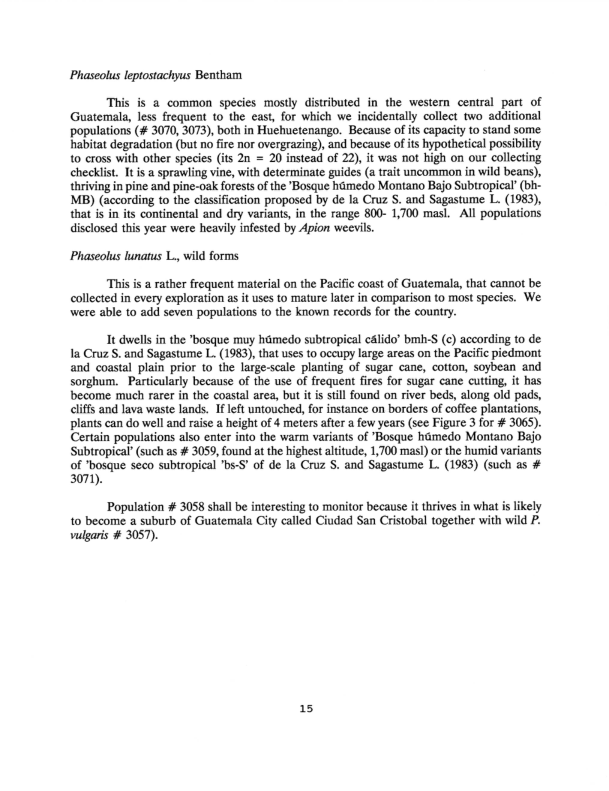 Phaseolus leptostachyus Bentham
This is a common species mostly distributed in the western central part of
Guatemala, less frequent to the east, for which we incidentally collect two additional
populations (# 3070, 3073), both in Huehuetenango. Because of its capacity to stand some
habitat degradation (but no fire nor overgrazing), and because of its hypothetical possibility
to cross with other species (its 2n = 20 instead of 22), it was not high on our collecting
checklist. It is a sprawling vine, with determinate guides (a trait uncommon in wild beans),
thriving in pine and pine-oak forests of the 'Bosque húmedo Montano Bajo Subtropical' (bh-
MB) (according to the classification proposed by de la Cruz S. and Sagastume L. (1983),
that is in its continental and dry variants, in the range 800- 1,700 masl. All populations
disclosed this year were heavily infested by Apion weevils.
Phaseolus lunatus L., wild forms
This is a rather frequent material on the Pacific coast of Guatemala, that cannot be
collected in every exploration as it uses to mature later in comparison to most species. We
were able to add seven populations to the known records for the country.
It dwells in the 'bosque muy húmedo subtropical cálido' bmh-S (c) according to de
la Cruz S. and Sagastume L. (1983), that uses to occupy large areas on the Pacific piedmont
and coastal plain prior to the large-scale planting of sugar cane, cotton, soybean and
sorghum. Particularly because of the use of frequent fires for sugar cane cutting, it has
become much rarer in the coastal area, but it is still found on river beds, along old pads,
cliffs and lava waste lands. If left untouched, for instance on borders of coffee plantations,
plants can do well and raise a height of 4 meters after a few years (see Figure 3 for # 3065).
Certain populations also enter into the warm variants of 'Bosque húmedo Montano Bajo
Subtropical' (such as # 3059, found at the highest altitude, 1,700 masl) or the humid variants
of 'bosque seco subtropical 'bs-S' of de la Cruz S. and Sagastume L. (1983) (such as #
3071).
Population # 3058 shall be interesting to monitor because it thrives in what is likely
to become a suburb of Guatemala City called Ciudad San Cristobal together with wild P.
vulgaris # 3057).
15